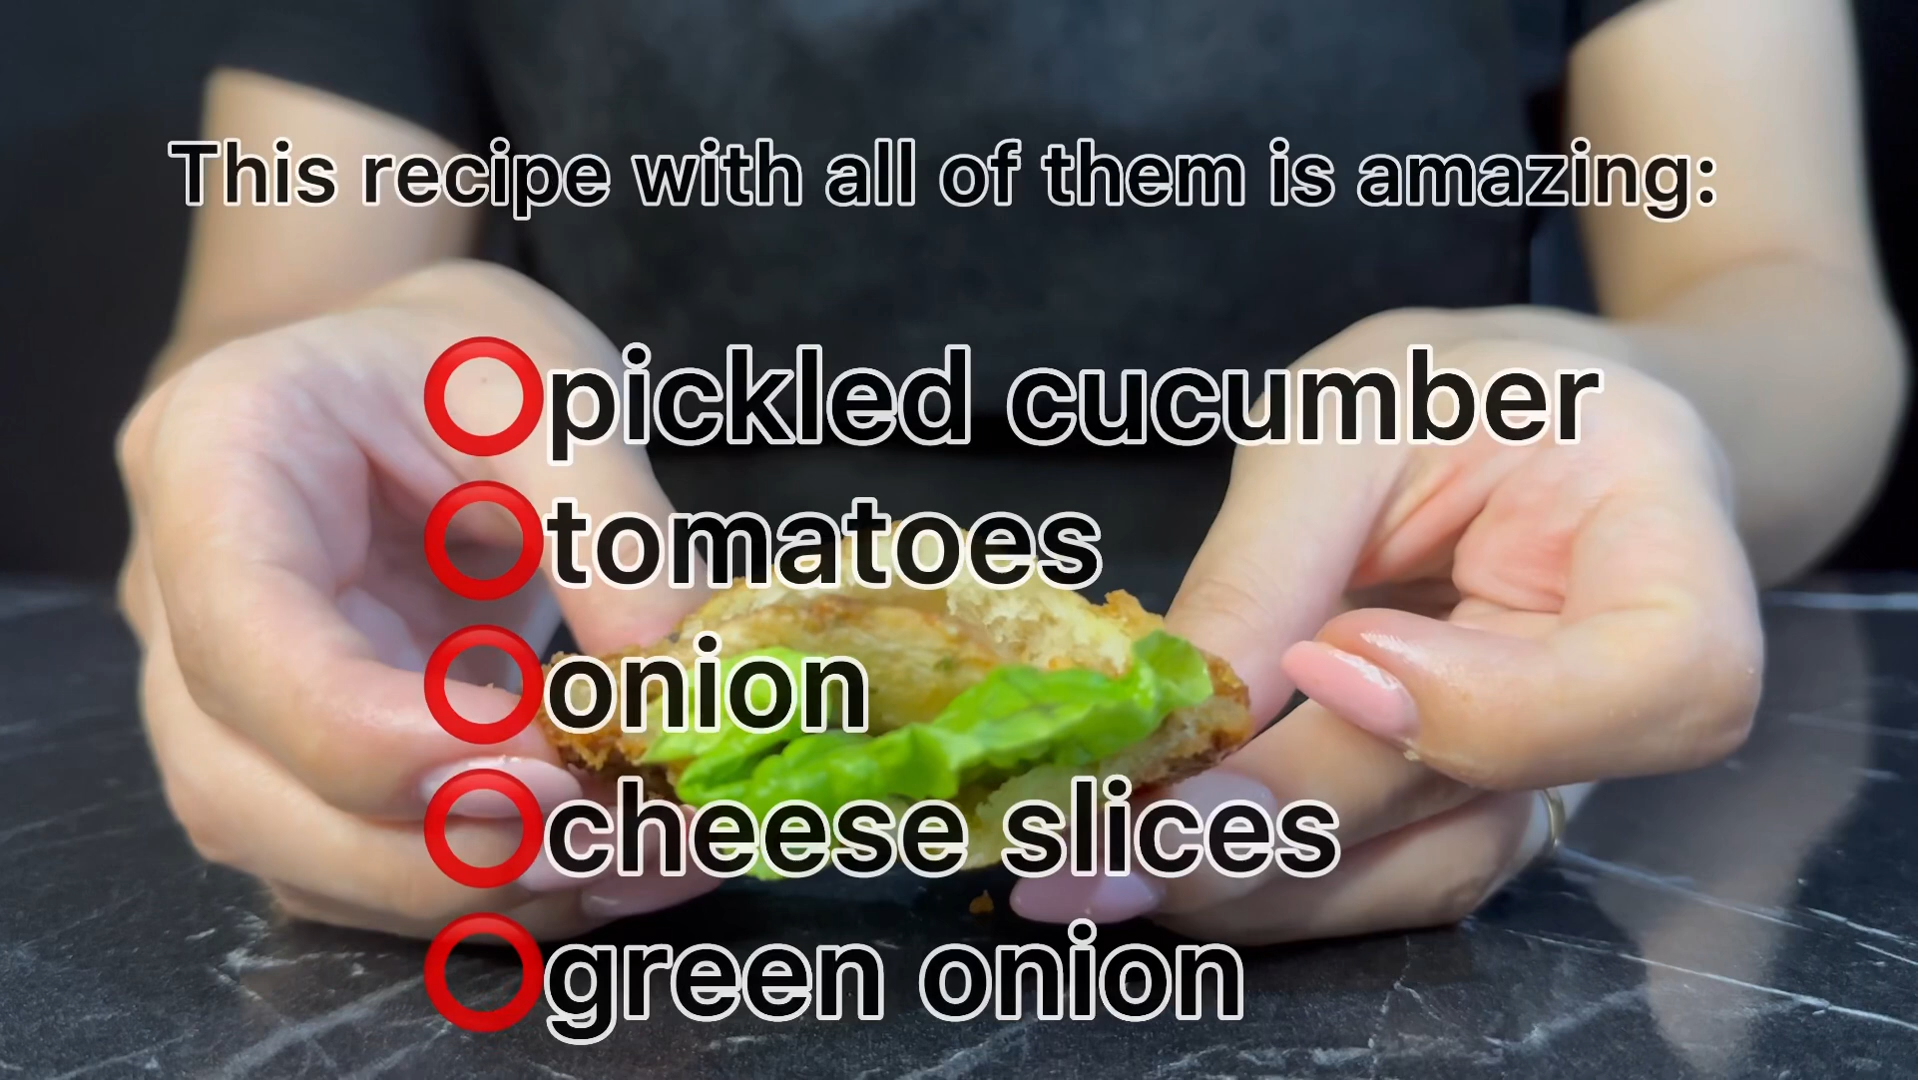 This recipe with all of them is amazing:
⭕pickled cucumber
⭕tomatoes
⭕onion
⭕cheese slices
⭕green onion